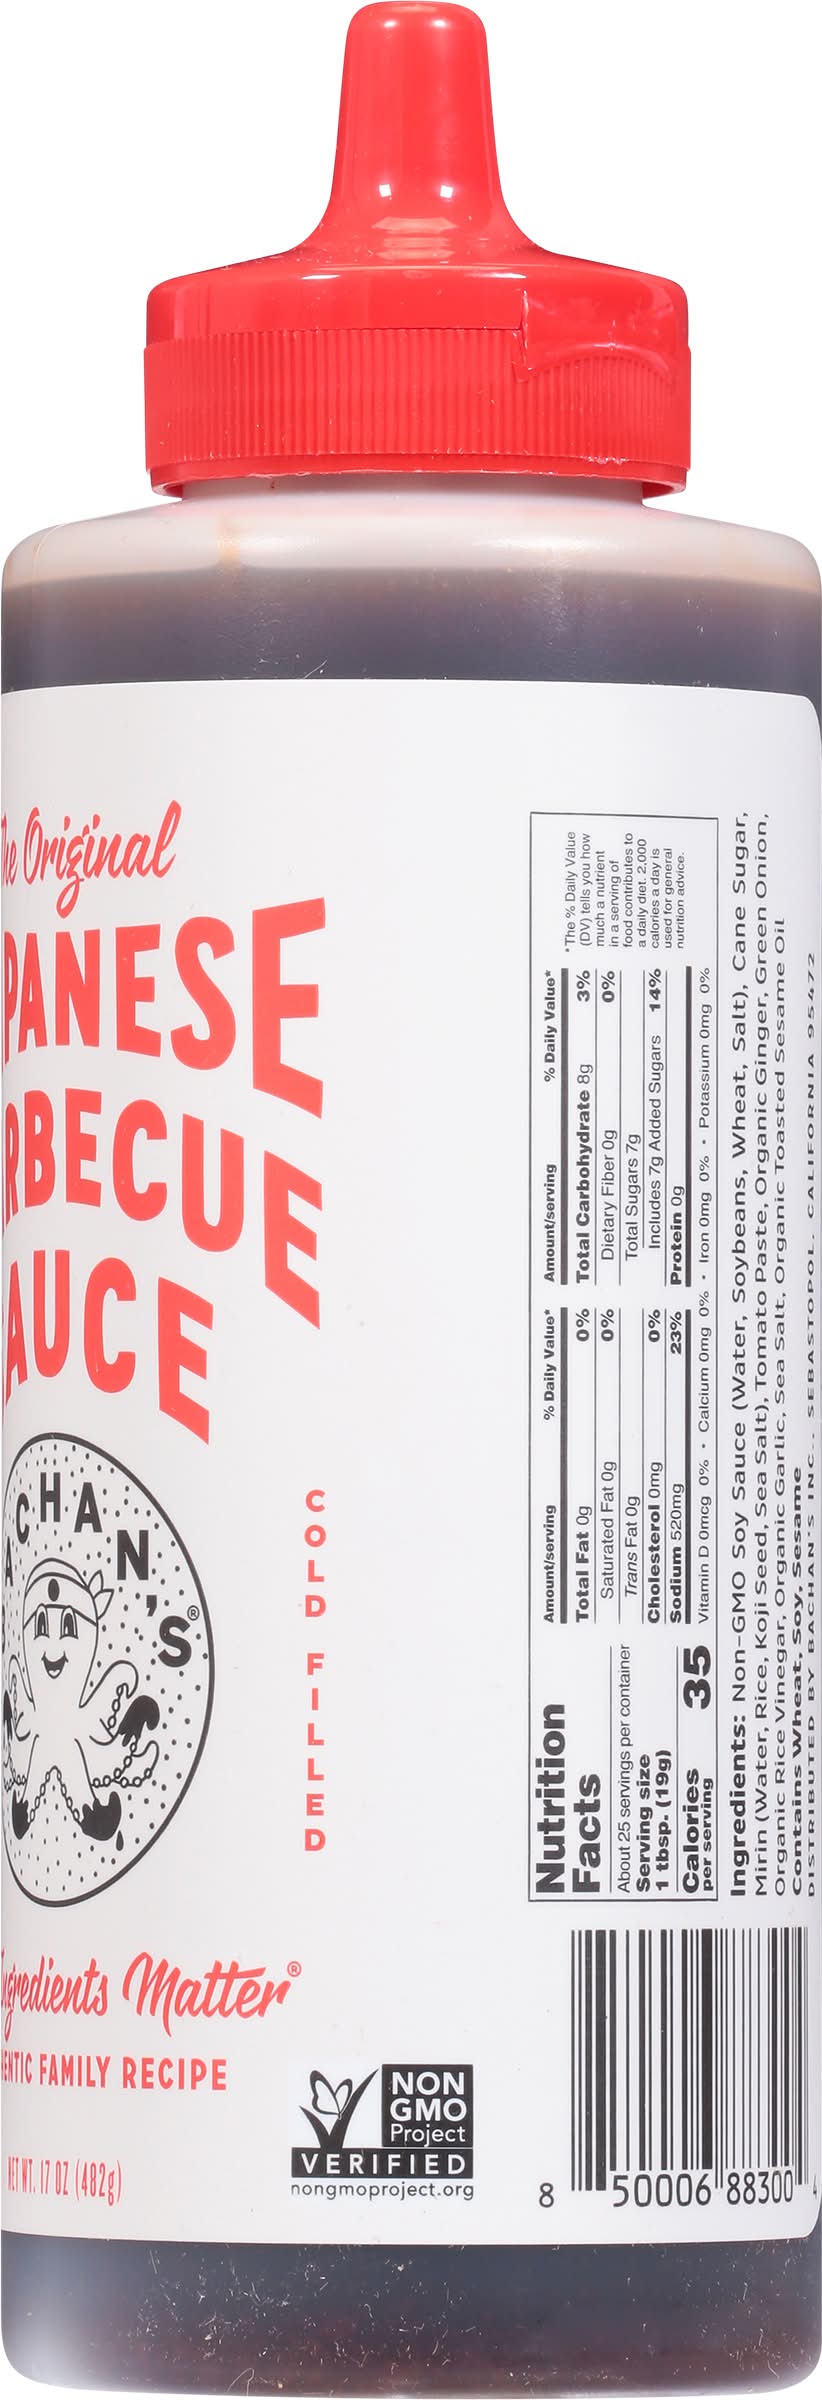 The Original
PANESE
RBECUE
AUCE
BACHAN'S®
COLD FILLED
Ingredients Matter®
ENTIC FAMILY RECIPE
NET WT. 17 OZ (482g)
NON
GMO
Project
VERIFIED
nongmoproject.org
Nutrition
Facts
About 25 servings per container
Serving size
1 tbsp. (19g)
Calories 35
per serving
Amount/serving % Daily Value*
Total Fat 0g 0%
Saturated Fat 0g 0%
Trans Fat 0g
Cholesterol 0mg 0%
Sodium 520mg 23%
Amount/serving % Daily Value*
Total Carbohydrate 8g 3%
Dietary Fiber 0g 0%
Total Sugars 7g
Includes 7g Added Sugars 14%
Protein 0g
Vitamin D 0mcg 0% • Calcium 0mg 0% • Iron 0mg 0% • Potassium 0mg 0%
*The % Daily Value
(DV) tells you how
much a nutrient
in a serving of
food contributes to
a daily diet. 2,000
calories a day is
used for general
nutrition advice.
Ingredients: Non-GMO Soy Sauce (Water, Soybeans, Wheat, Salt), Cane Sugar,
Mirin (Water, Rice, Koji Seed, Sea Salt), Tomato Paste, Organic Ginger, Green Onion,
Organic Rice Vinegar, Organic Garlic, Sea Salt, Organic Toasted Sesame Oil
Contains Wheat, Soy, Sesame
DISTRIBUTED BY BACHAN'S INC., SEBASTOPOL, CALIFORNIA 95472
8 50006 88300 4